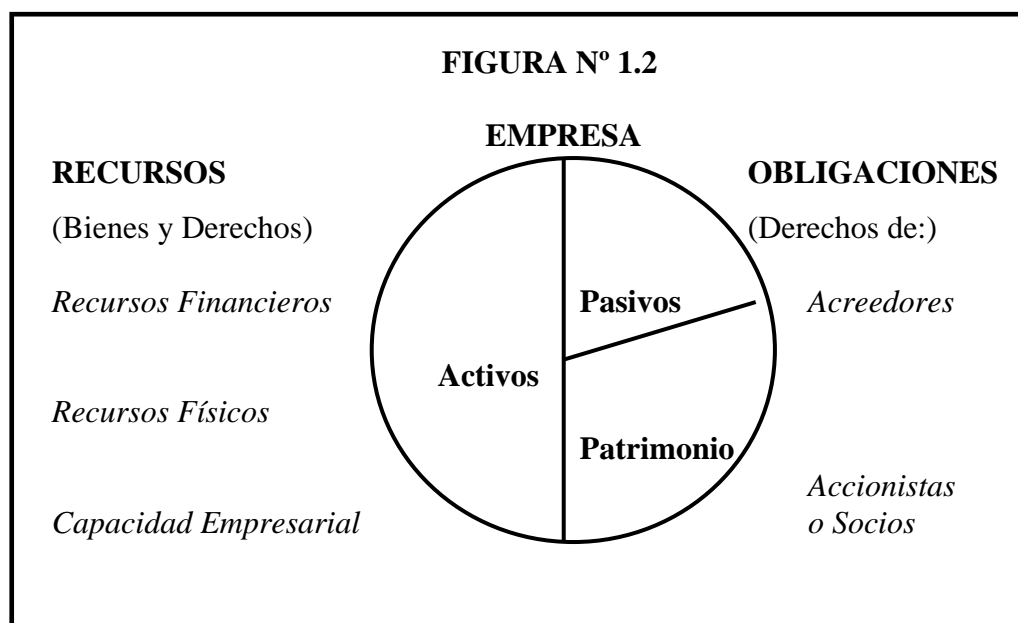 FIGURA Nº 1.2
EMPRESA
RECURSOS
(Bienes y Derechos)
Recursos Financieros
Recursos Físicos
Capacidad Empresarial
Activos
Pasivos
Patrimonio
OBLIGACIONES
(Derechos de:)
Acreedores
Accionistas
o Socios